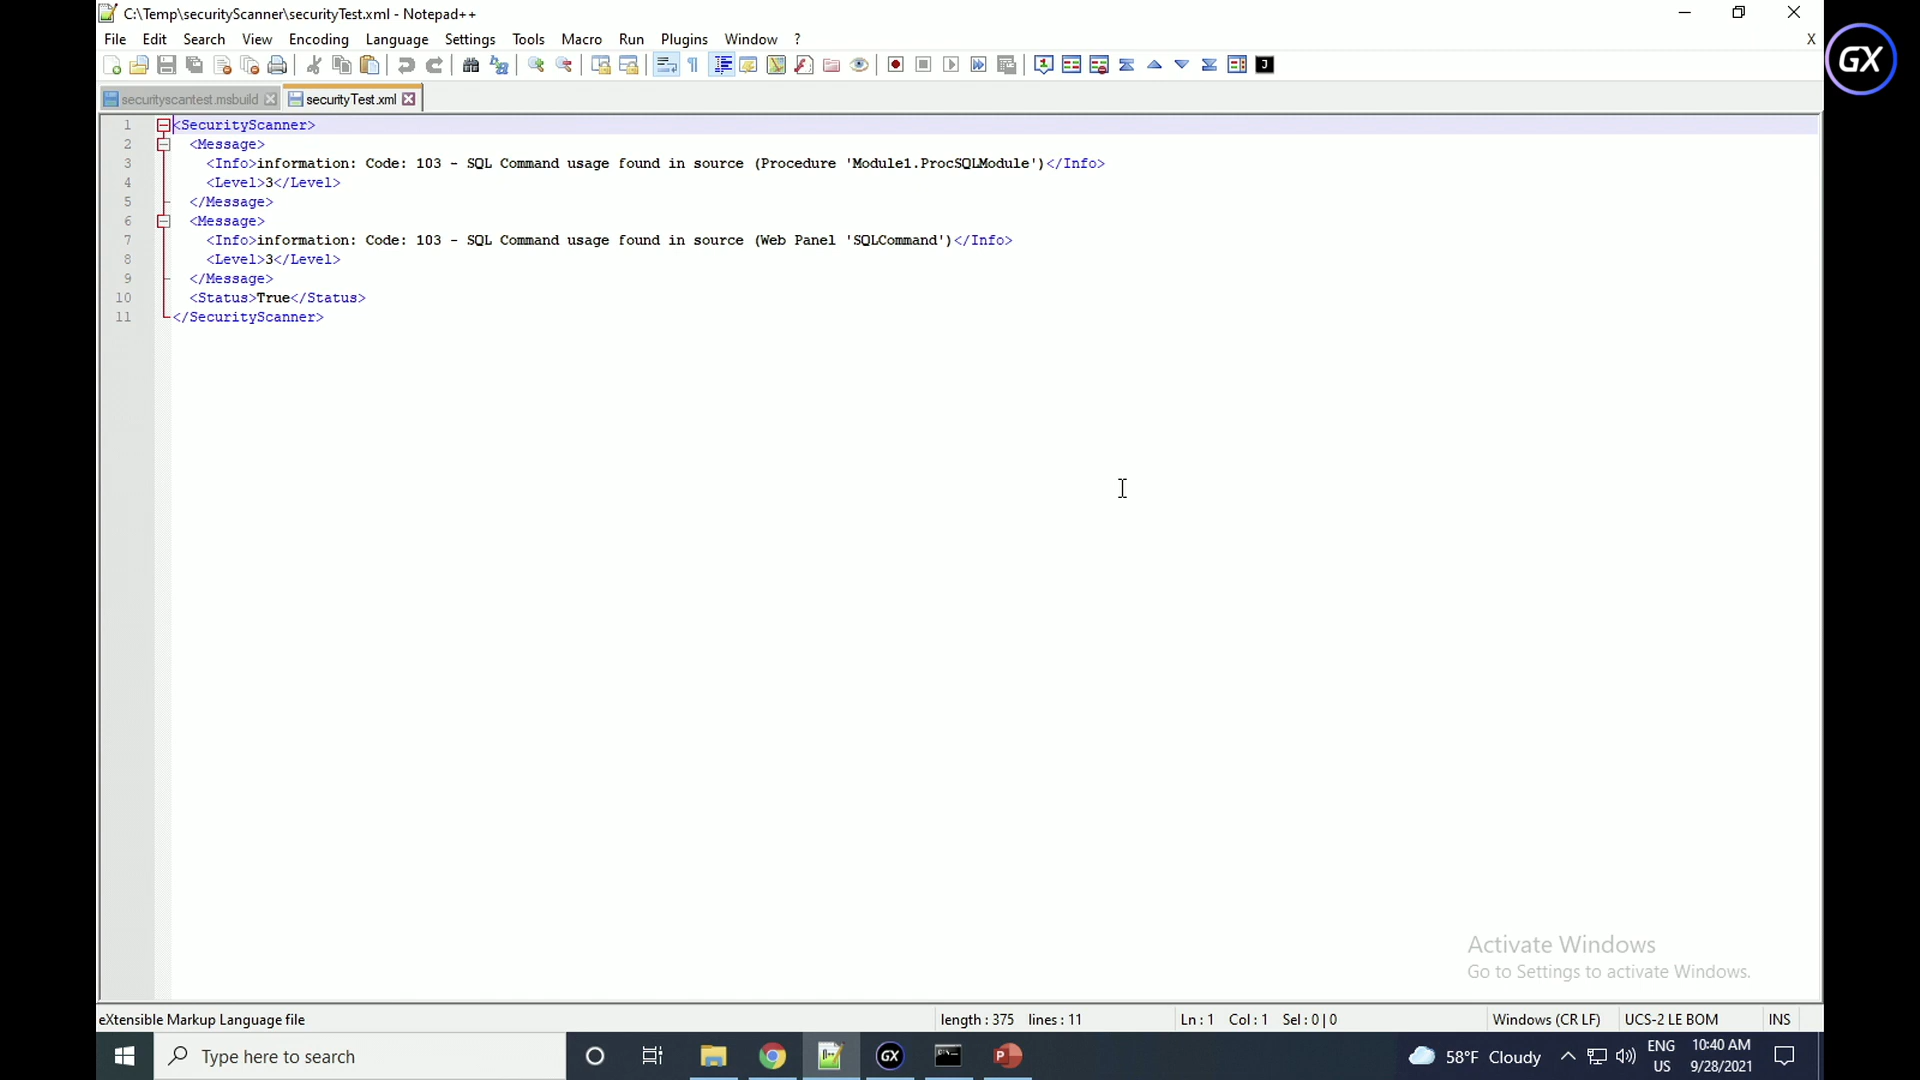 C:\Temp\securityScanner\securityTest.xml - Notepad++
GX
File Edit Search View Encoding Language Settings Tools Macro Run Plugins Window ? X
securityscantest.msbuild securityTest.xml
1 <SecurityScanner>
2 <Message>
3 <Info>information: Code: 103 - SQL Command usage found in source (Procedure 'Module1.ProcSQLModule')</Info>
4 <Level>3</Level>
5 </Message>
6 <Message>
7 <Info>information: Code: 103 - SQL Command usage found in source (Web Panel 'SQLCommand')</Info>
8 <Level>3</Level>
9 </Message>
10 <Status>True</Status>
11 </SecurityScanner>
Activate Windows
Go to Settings to activate Windows.
eXtensible Markup Language file length : 375 lines : 11 Ln : 1 Col : 1 Sel : 0 | 0 Windows (CR LF) UCS-2 LE BOM INS
Type here to search GX 58°F Cloudy ENG US 10:40 AM
9/28/2021